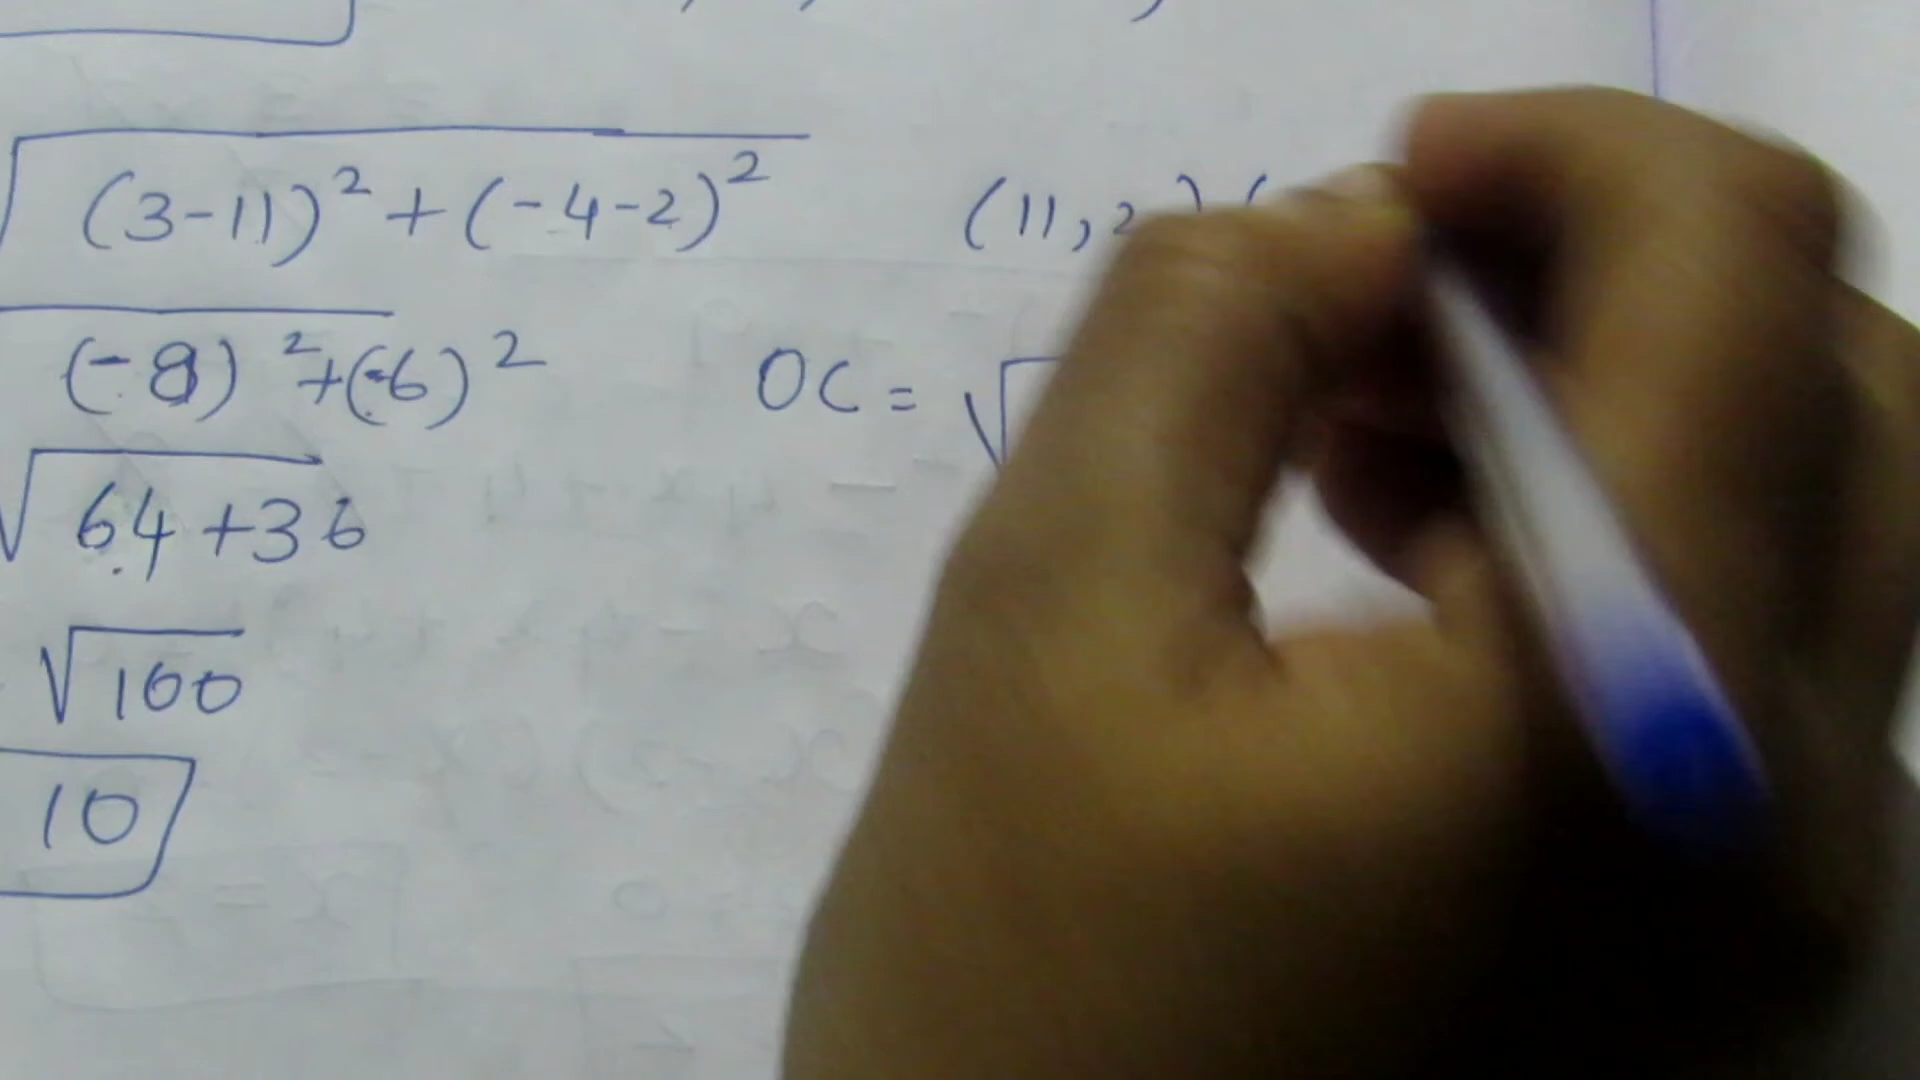 √(3-11)² + (-4-2)²
(-8)² + (-6)²
√64+36
√100
10
(11,2) (
OC = √